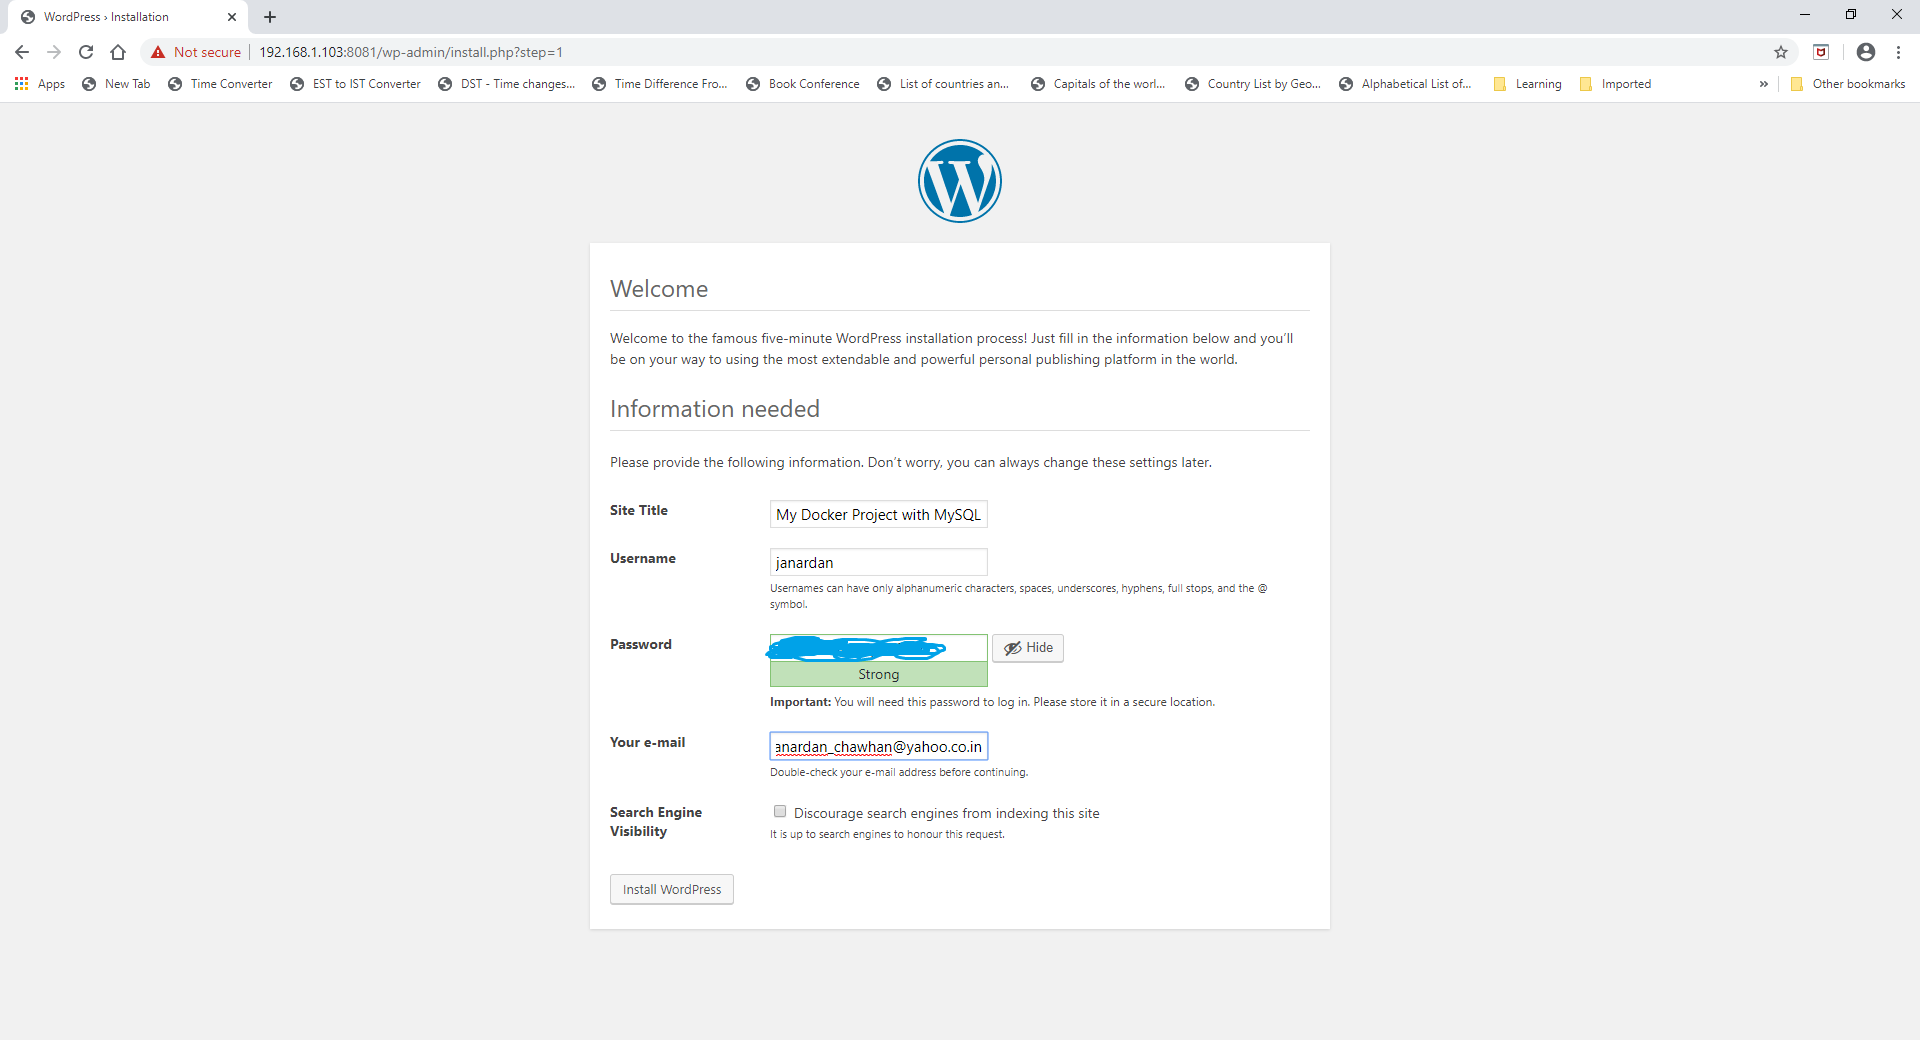 WordPress › Installation
Not secure | 192.168.1.103:8081/wp-admin/install.php?step=1
Apps New Tab Time Converter EST to IST Converter DST - Time changes... Time Difference Fro... Book Conference List of countries an... Capitals of the worl... Country List by Geo... Alphabetical List of... Learning Imported » Other bookmarks
Welcome
Welcome to the famous five-minute WordPress installation process! Just fill in the information below and you’ll
be on your way to using the most extendable and powerful personal publishing platform in the world.
Information needed
Please provide the following information. Don’t worry, you can always change these settings later.
Site Title My Docker Project with MySQL
Username janardan
Usernames can have only alphanumeric characters, spaces, underscores, hyphens, full stops, and the @
symbol.
Password Hide
Strong
Important: You will need this password to log in. Please store it in a secure location.
Your e-mail anardan_chawhan@yahoo.co.in
Double-check your e-mail address before continuing.
Search Engine
Visibility
Discourage search engines from indexing this site
It is up to search engines to honour this request.
Install WordPress